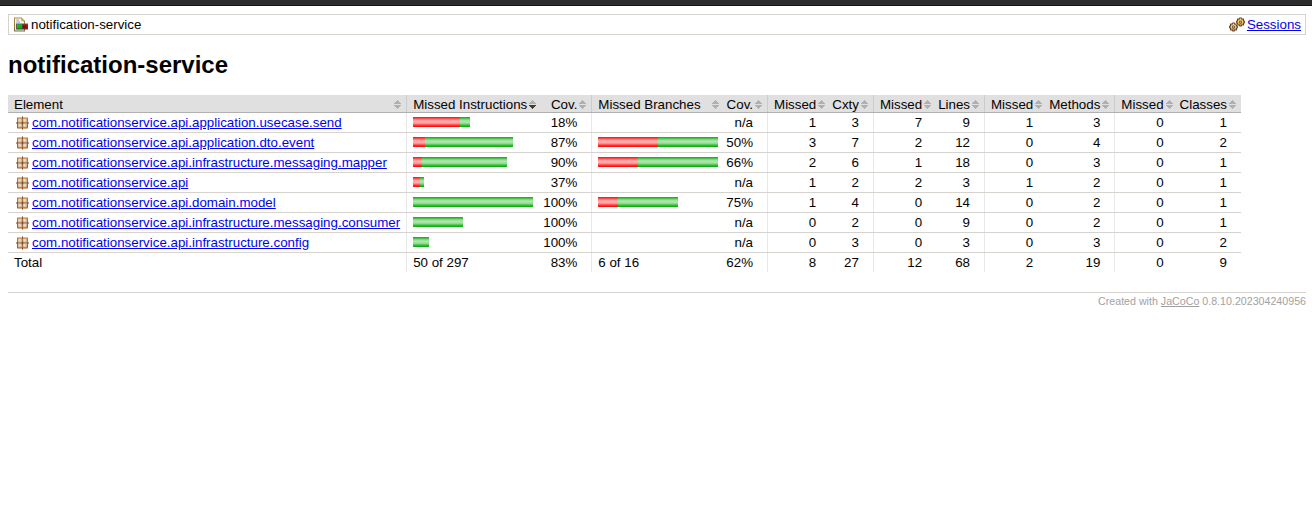 notification-service Sessions
notification-service
Element Missed Instructions Cov. Missed Branches Cov. Missed Cxty Missed Lines Missed Methods Missed Classes
com.notificationservice.api.application.usecase.send 18% n/a 1 3 7 9 1 3 0 1
com.notificationservice.api.application.dto.event 87% 50% 3 7 2 12 0 4 0 2
com.notificationservice.api.infrastructure.messaging.mapper 90% 66% 2 6 1 18 0 3 0 1
com.notificationservice.api 37% n/a 1 2 2 3 1 2 0 1
com.notificationservice.api.domain.model 100% 75% 1 4 0 14 0 2 0 1
com.notificationservice.api.infrastructure.messaging.consumer 100% n/a 0 2 0 9 0 2 0 1
com.notificationservice.api.infrastructure.config 100% n/a 0 3 0 3 0 3 0 2
Total 50 of 297 83% 6 of 16 62% 8 27 12 68 2 19 0 9
Created with JaCoCo 0.8.10.202304240956